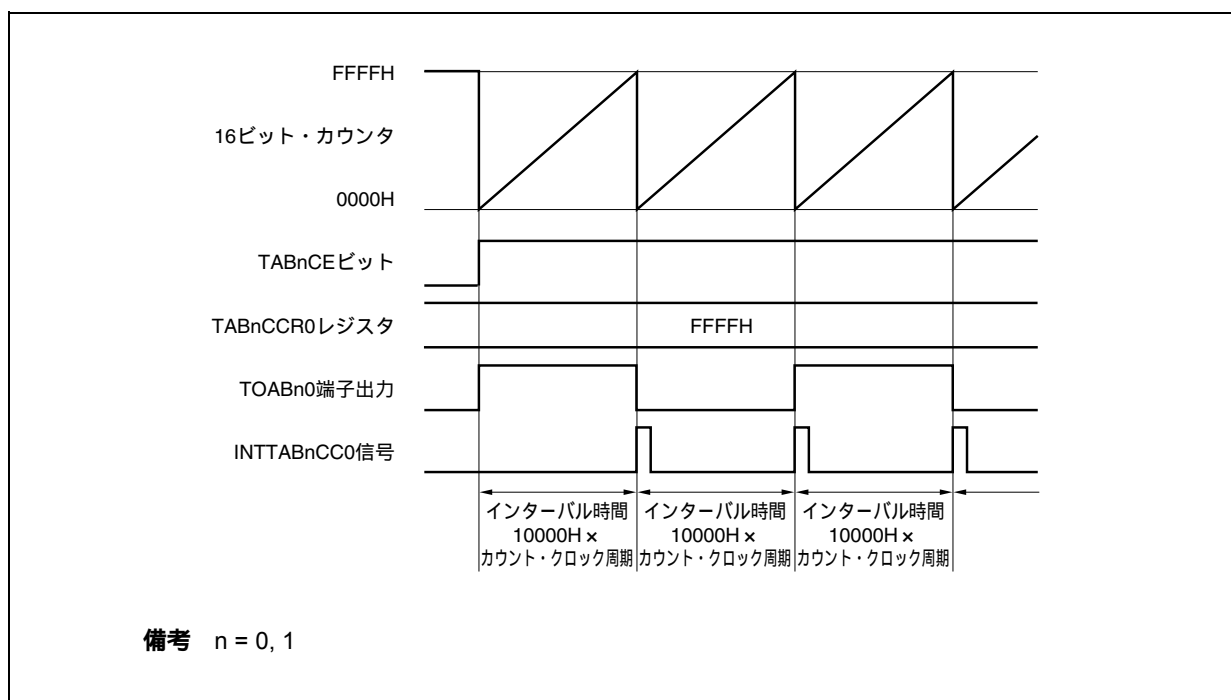 FFFFH
16ビット・カウンタ
0000H
TABnCEビット
TABnCCR0レジスタ
FFFFH
TOABn0端子出力
INTTABnCC0信号
インターバル時間
10000H ×
カウント・クロック周期
インターバル時間
10000H ×
カウント・クロック周期
インターバル時間
10000H ×
カウント・クロック周期
備考 n = 0, 1